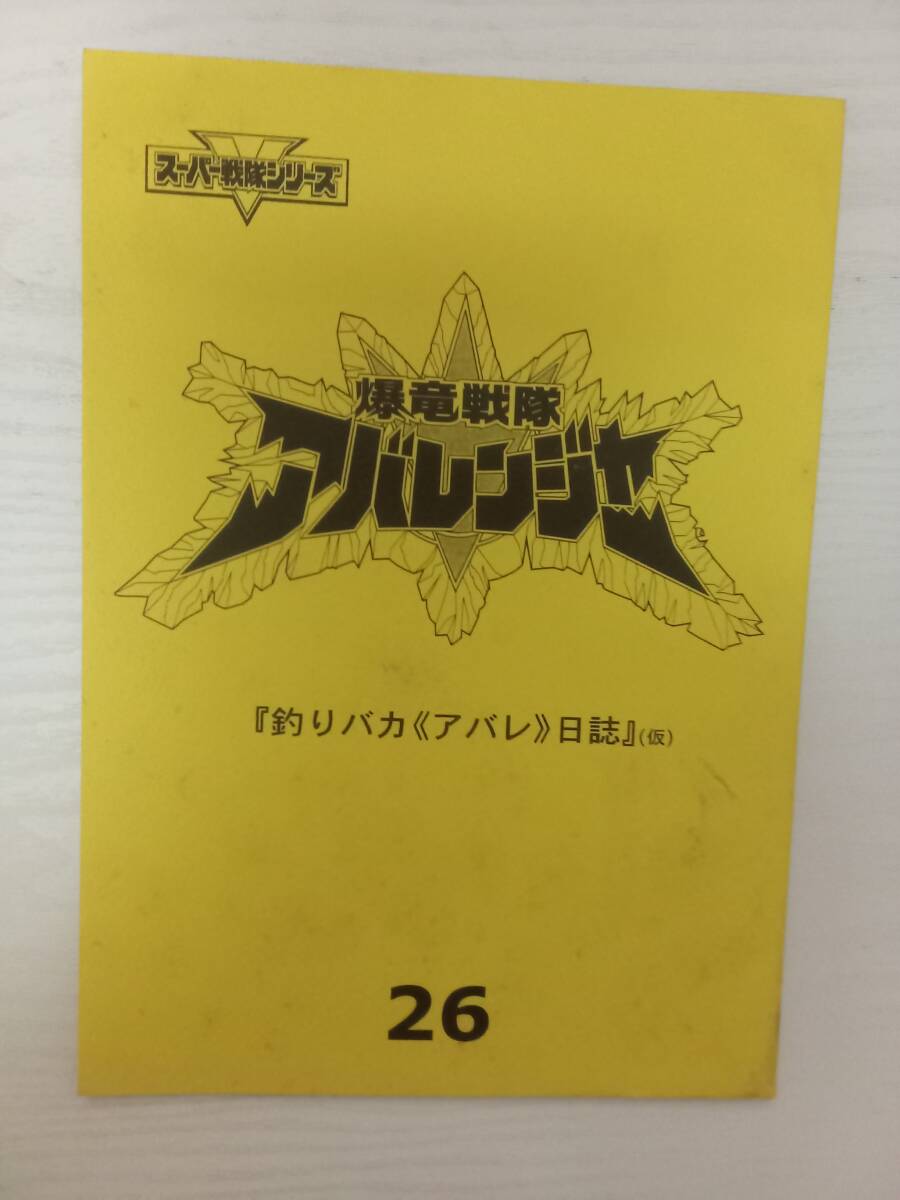 スーパー戦隊シリーズ
爆竜戦隊
アバレンジャー
『釣りバカ《アバレ》日誌』(仮)
26